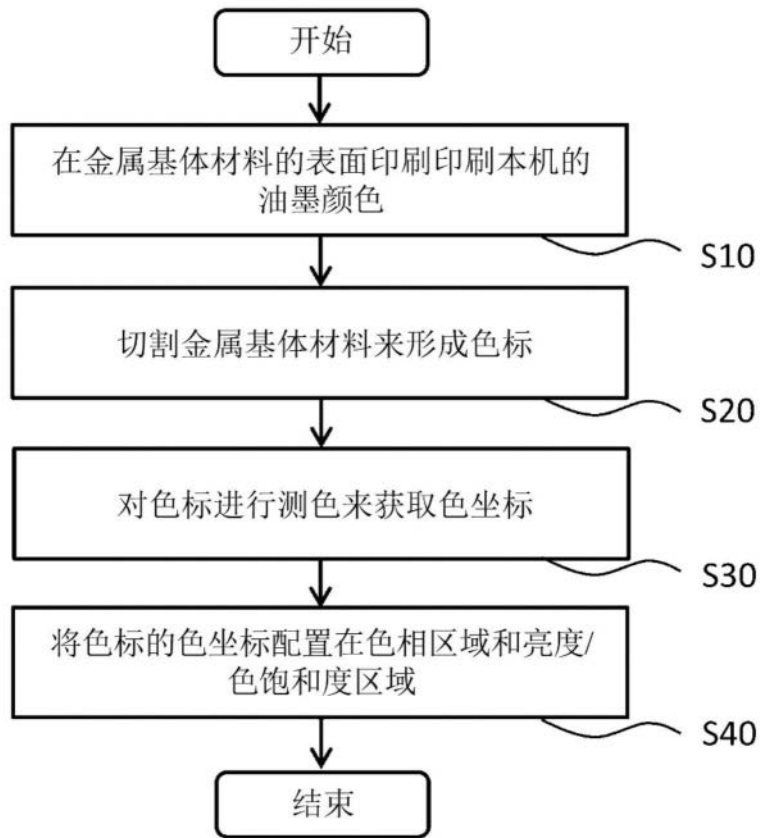 开始
在金属基体材料的表面印刷印刷本机的
油墨颜色
S10
切割金属基体材料来形成色标
S20
对色标进行测色来获取色坐标
S30
将色标的色坐标配置在色相区域和亮度/
色饱和度区域
S40
结束